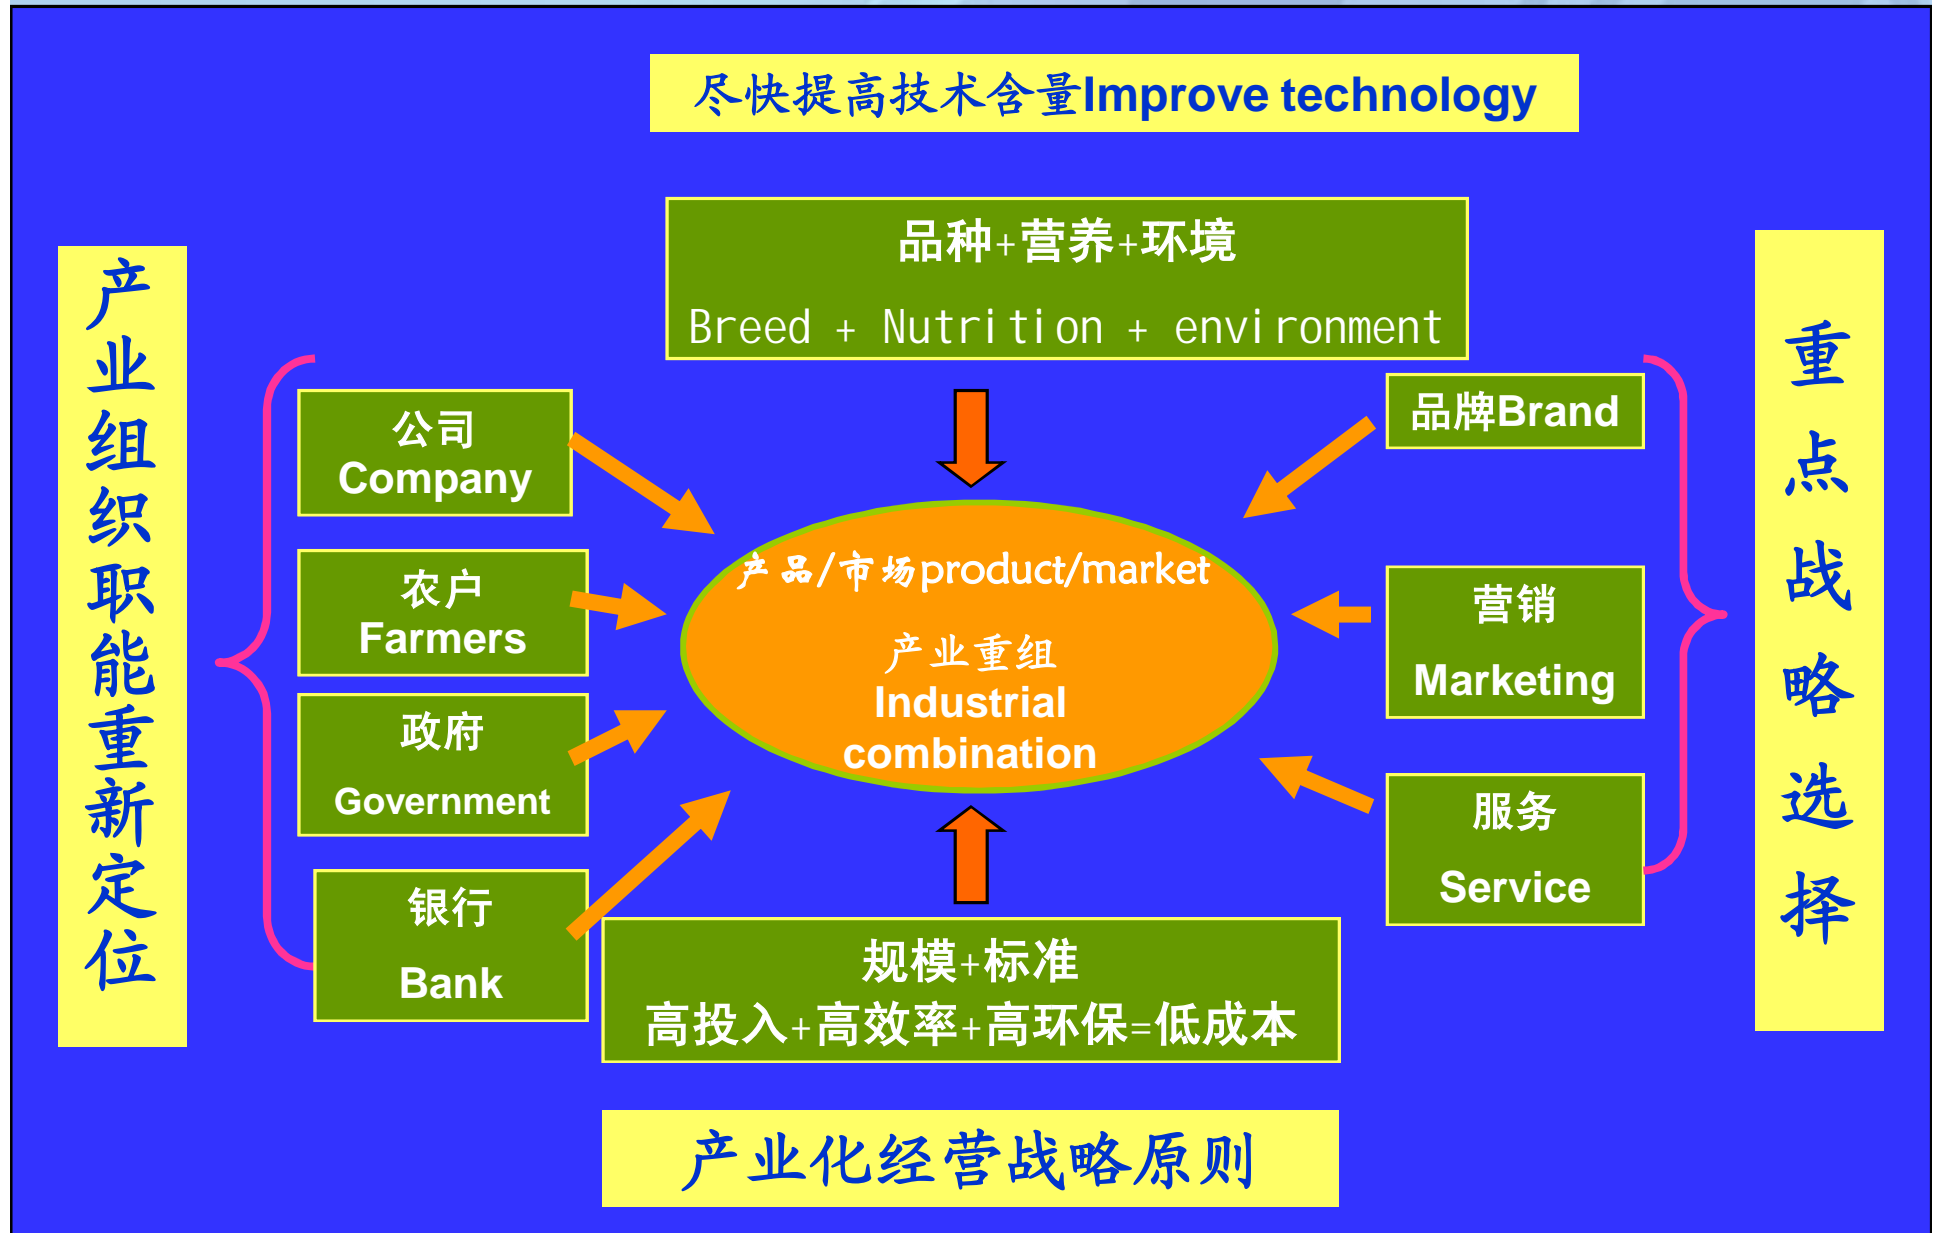 尽快提高技术含量Improve technology
品种+营养+环境
Breed + Nutrition + environment
产业组织职能重新定位
公司
Company
农户
Farmers
政府
Government
银行
Bank
产品/市场product/market
产业重组
Industrial
combination
品牌Brand
营销
Marketing
服务
Service
重点战略选择
规模+标准
高投入+高效率+高环保=低成本
产业化经营战略原则